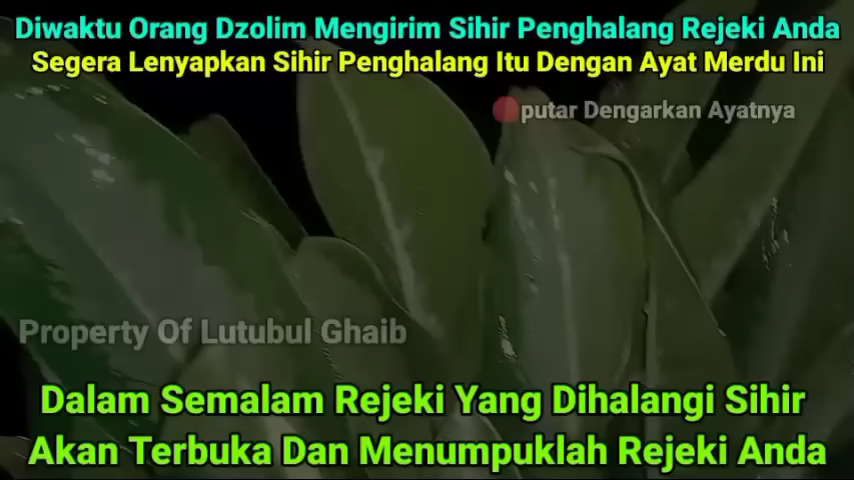 Diwaktu Orang Dzolim Mengirim Sihir Penghalang Rejeki Anda
Segera Lenyapkan Sihir Penghalang Itu Dengan Ayat Merdu Ini
putar Dengarkan Ayatnya
Property Of Lutubul Ghaib
Dalam Semalam Rejeki Yang Dihalangi Sihir
Akan Terbuka Dan Menumpuklah Rejeki Anda